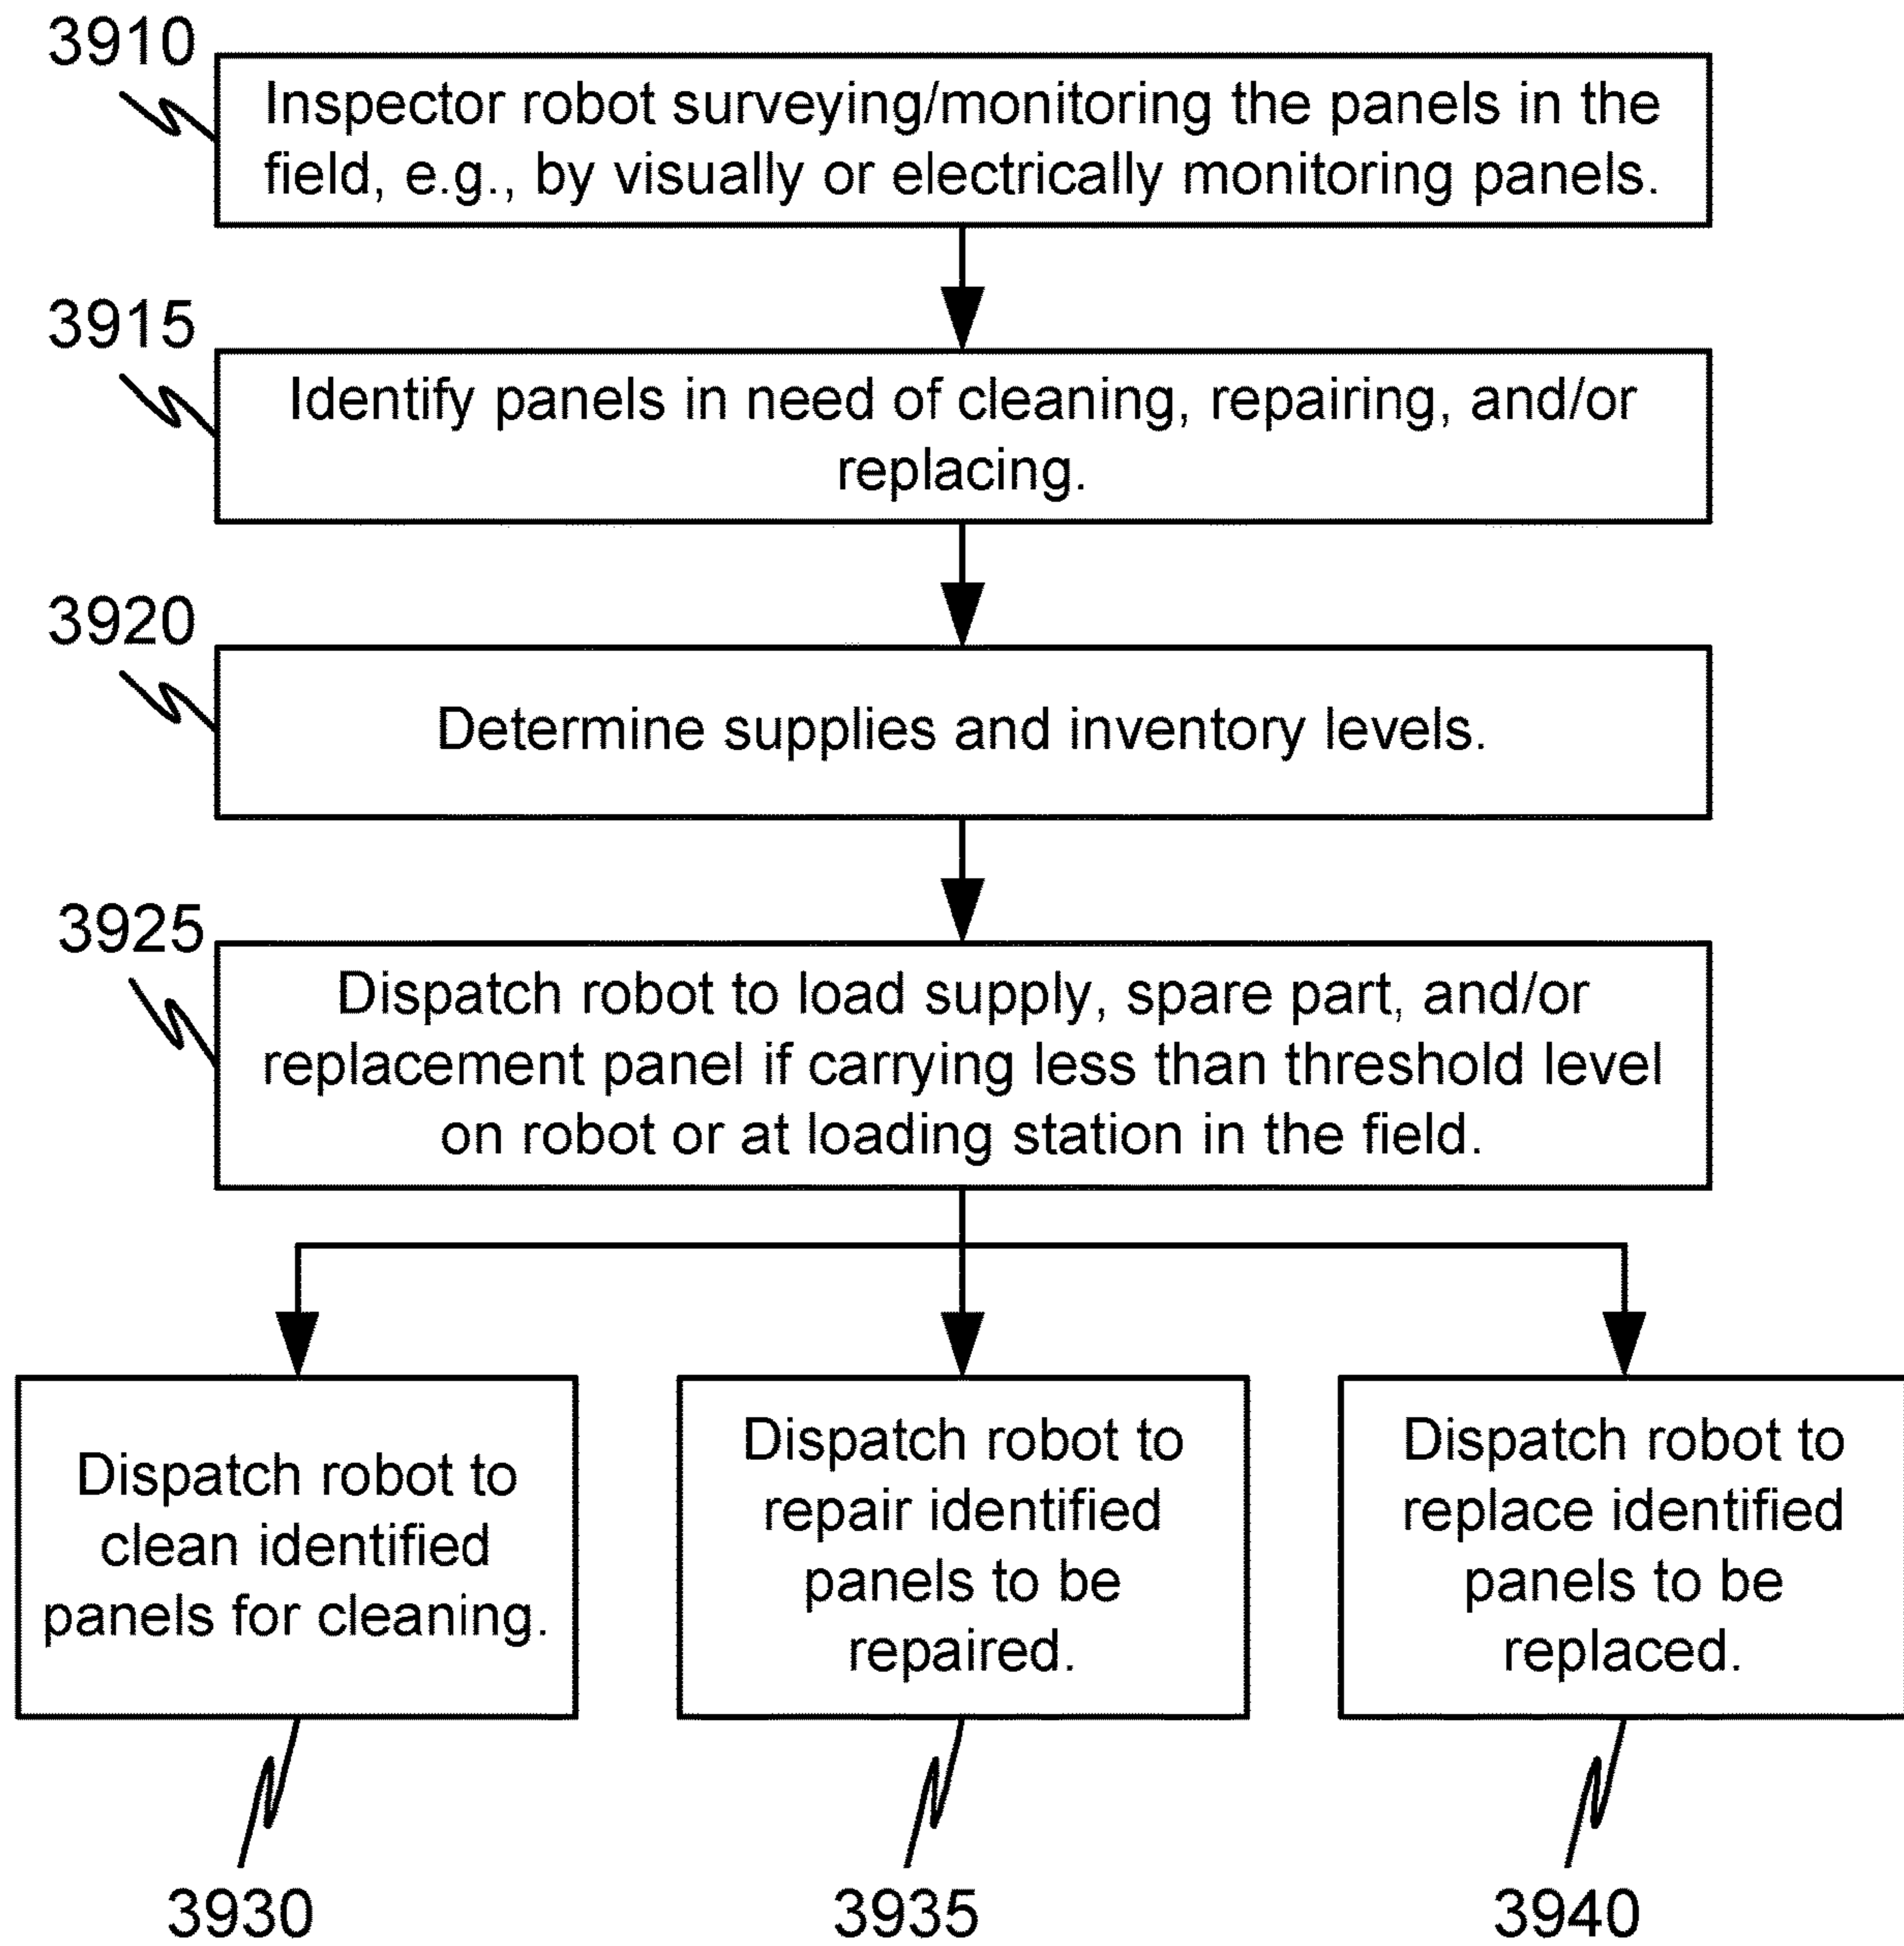 3910
Inspector robot surveying/monitoring the panels in the
field, e.g., by visually or electrically monitoring panels.
3915
Identify panels in need of cleaning, repairing, and/or
replacing.
3920
Determine supplies and inventory levels.
3925
Dispatch robot to load supply, spare part, and/or
replacement panel if carrying less than threshold level
on robot or at loading station in the field.
Dispatch robot to
clean identified
panels for cleaning.
Dispatch robot to
repair identified
panels to be
repaired.
Dispatch robot to
replace identified
panels to be
replaced.
3930
3935
3940